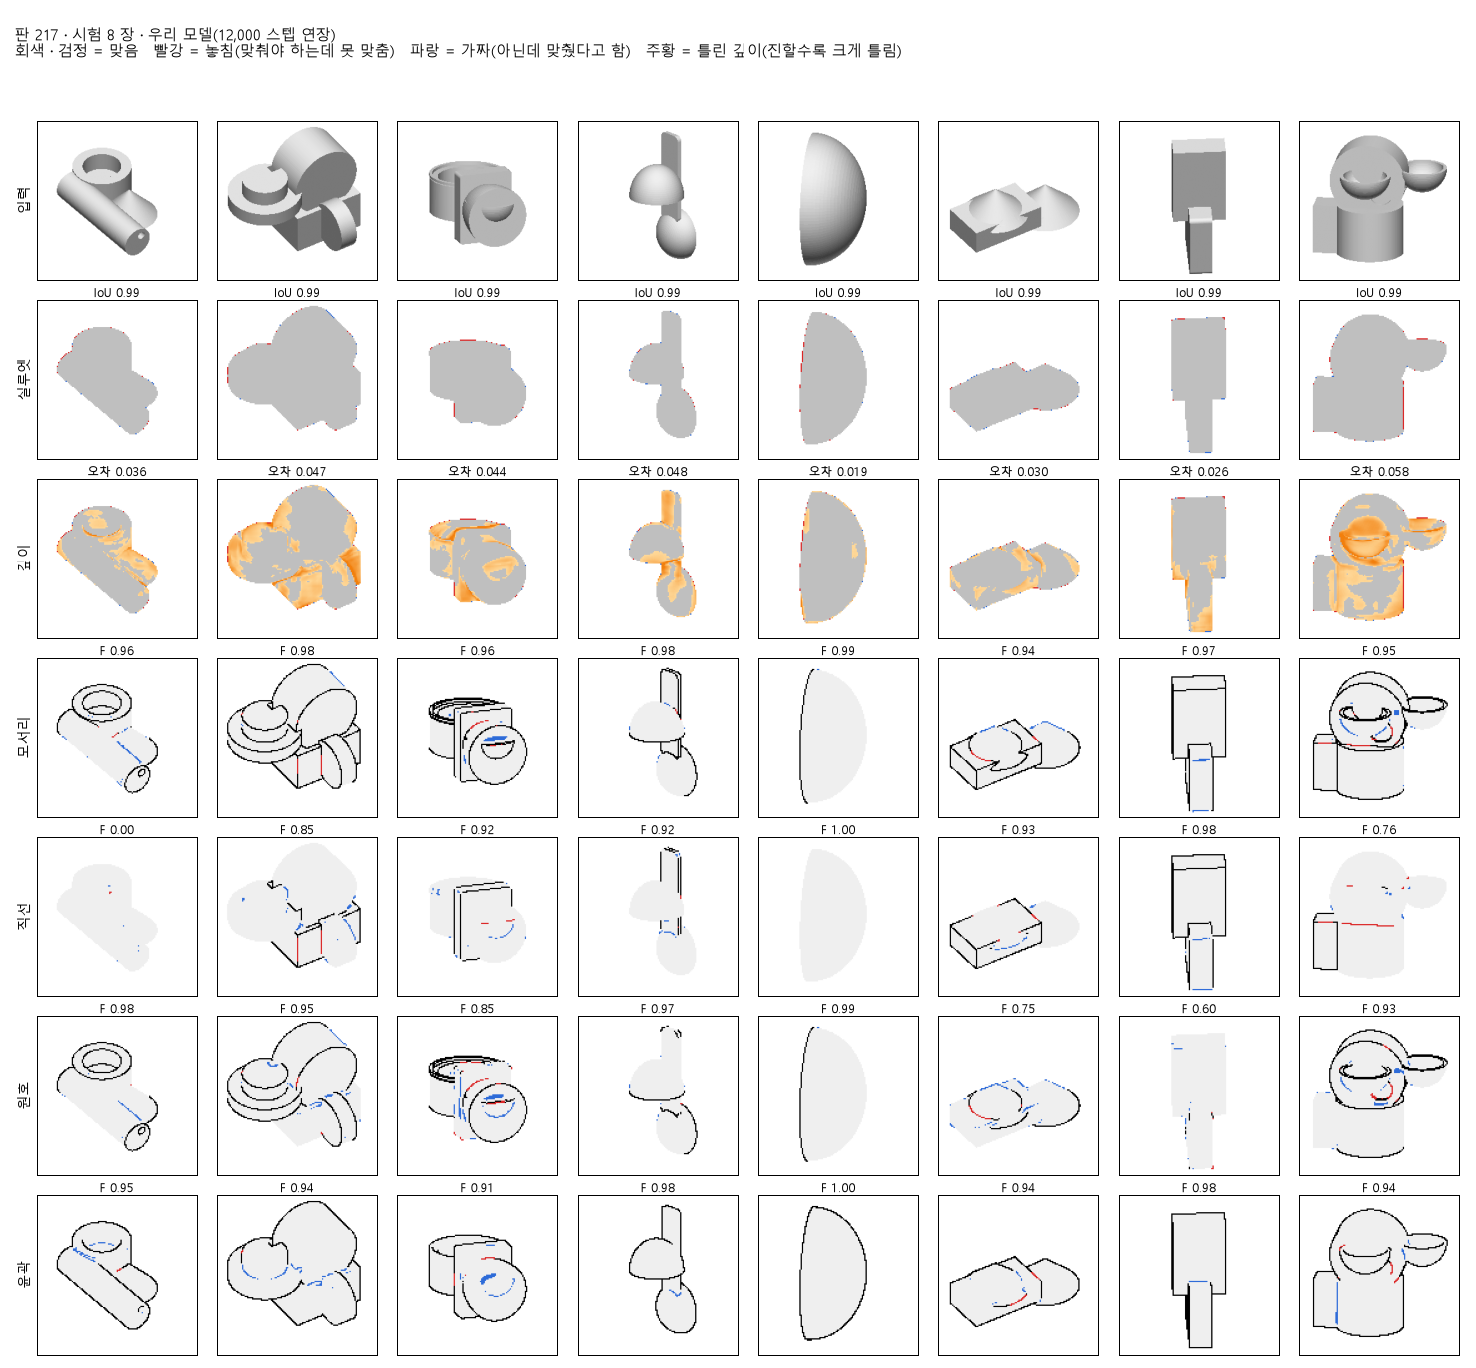 판 217 · 시험 8 장 · 우리 모델(12,000 스텝 연장)
회색 · 검정 = 맞음 빨강 = 놓침(맞춰야 하는데 못 맞춤) 파랑 = 가짜(아닌데 맞췄다고 함) 주황 = 틀린 깊이(진할수록 크게 틀림)
입력
IoU 0.99 IoU 0.99 IoU 0.99 IoU 0.99 IoU 0.99 IoU 0.99 IoU 0.99 IoU 0.99
실루엣
오차 0.036 오차 0.047 오차 0.044 오차 0.048 오차 0.019 오차 0.030 오차 0.026 오차 0.058
깊이
F 0.96 F 0.98 F 0.96 F 0.98 F 0.99 F 0.94 F 0.97 F 0.95
모서리
F 0.00 F 0.85 F 0.92 F 0.92 F 1.00 F 0.93 F 0.98 F 0.76
직선
F 0.98 F 0.95 F 0.85 F 0.97 F 0.99 F 0.75 F 0.60 F 0.93
원호
F 0.95 F 0.94 F 0.91 F 0.98 F 1.00 F 0.94 F 0.98 F 0.94
윤곽